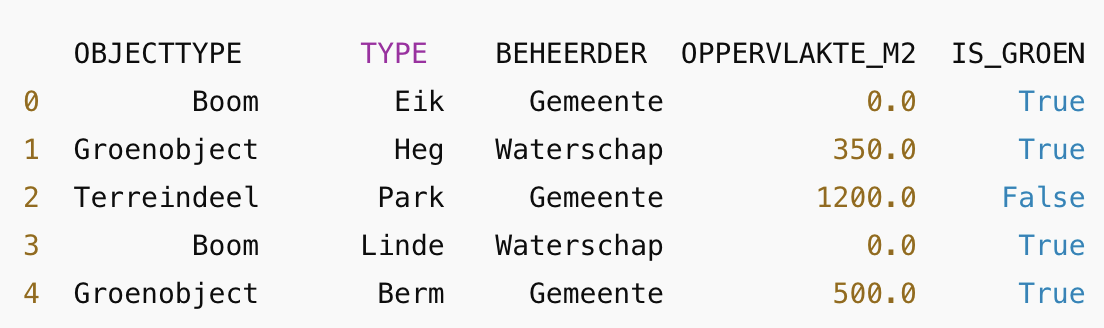 OBJECTTYPE TYPE BEHEERDER OPPERVLAKTE_M2 IS_GROEN
0 Boom Eik Gemeente 0.0 True
1 Groenobject Heg Waterschap 350.0 True
2 Terreindeel Park Gemeente 1200.0 False
3 Boom Linde Waterschap 0.0 True
4 Groenobject Berm Gemeente 500.0 True